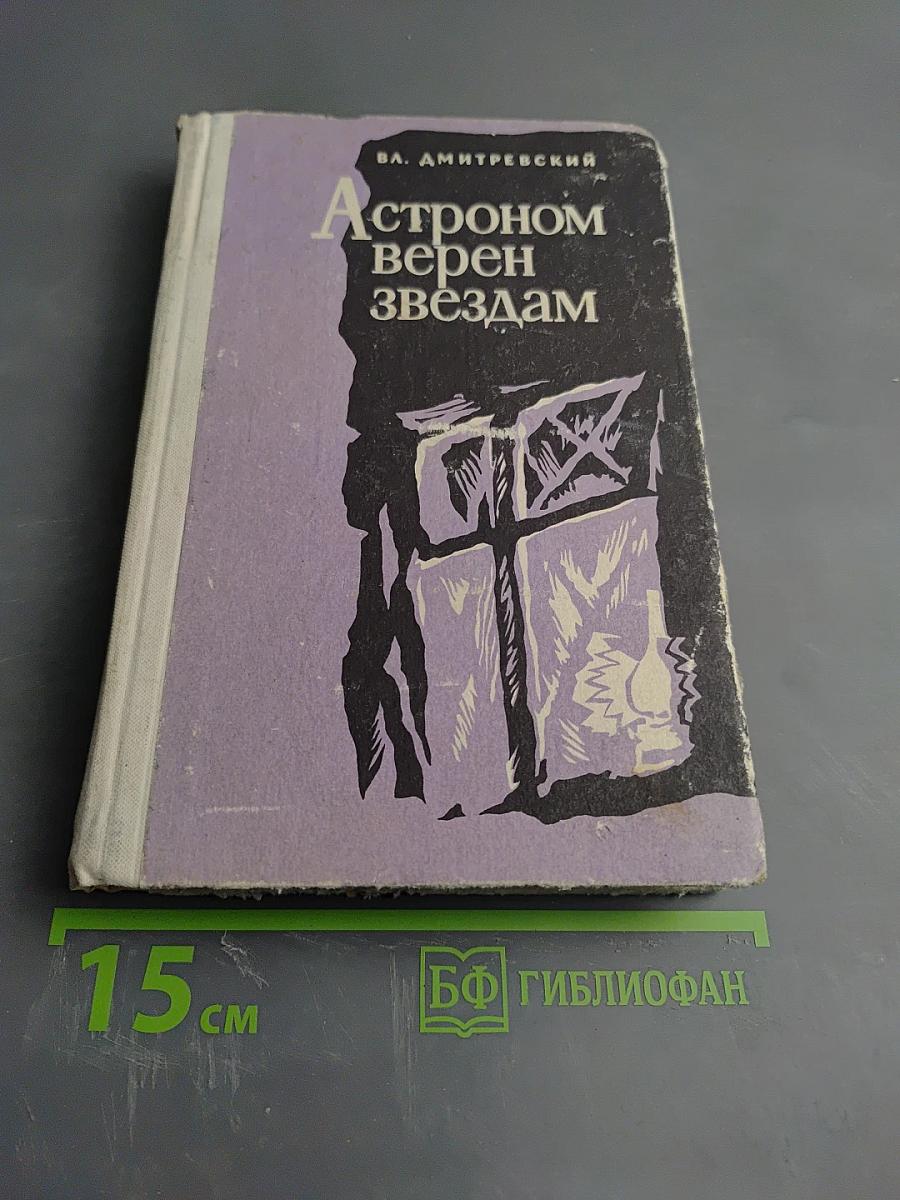 ВЛ. ДМИТРЕВСКИЙ
Астроном
верен
звездам
15 см
БФ ГИБЛИОФАН